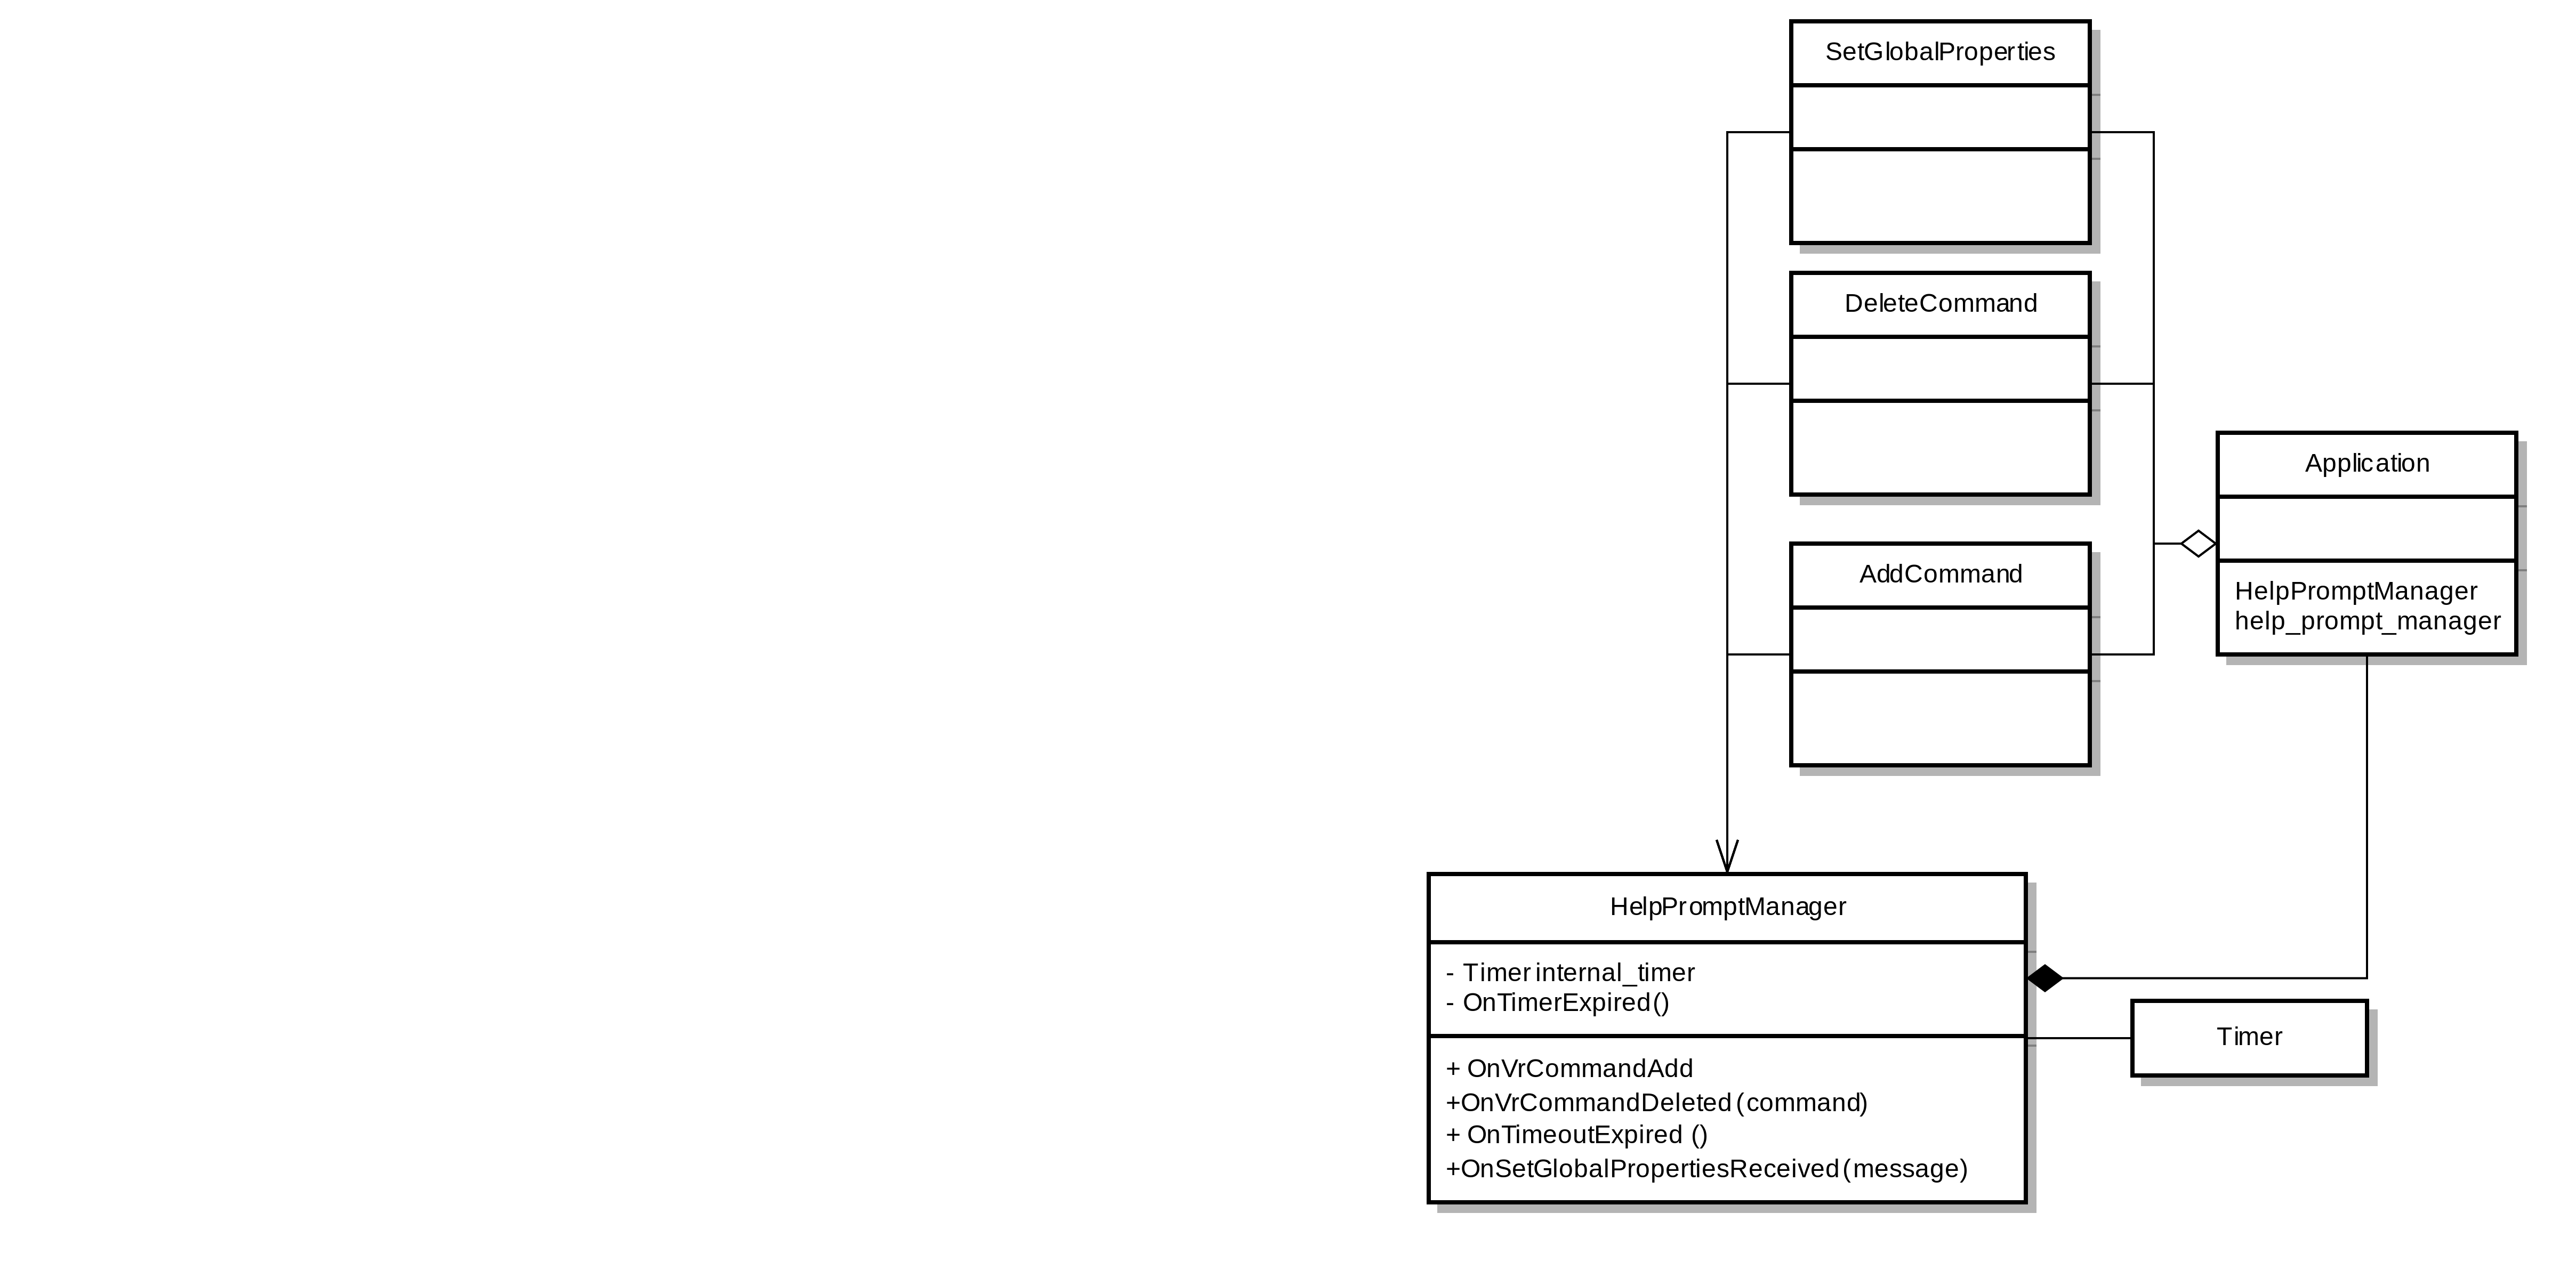 SetGlobalProperties
DeleteCommand
Application
AddCommand
HelpPromptManager
help_prompt_manager
HelpPromptManager
- Timer internal_timer
- OnTimerExpired()
Timer
+ OnVrCommandAdd
+OnVrCommandDeleted(command)
+ OnTimeoutExpired ()
+OnSetGlobalPropertiesReceived(message)